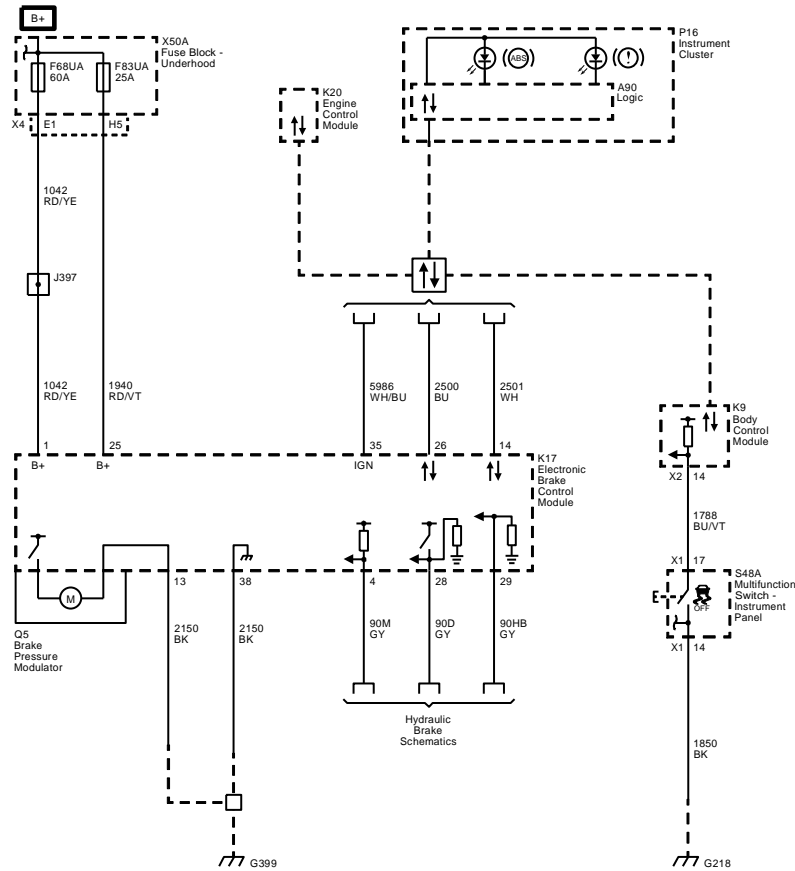 B+
X50A
Fuse Block -
Underhood
F68UA
60A
F83UA
25A
X4
E1
H5
P16
Instrument
Cluster
ABS
!
A90
Logic
K20
Engine
Control
Module
1042
RD/YE
J397
1042
RD/YE
1940
RD/VT
5986
WH/BU
2500
BU
2501
WH
K9
Body
Control
Module
X2
14
1
25
35
26
14
B+
B+
IGN
K17
Electronic
Brake
Control
Module
1788
BU/VT
X1
17
S48A
Multifunction
Switch -
Instrument
Panel
OFF
X1
14
M
13
38
4
28
29
Q5
Brake
Pressure
Modulator
2150
BK
2150
BK
90M
GY
90D
GY
90HB
GY
Hydraulic
Brake
Schematics
1850
BK
G399
G218